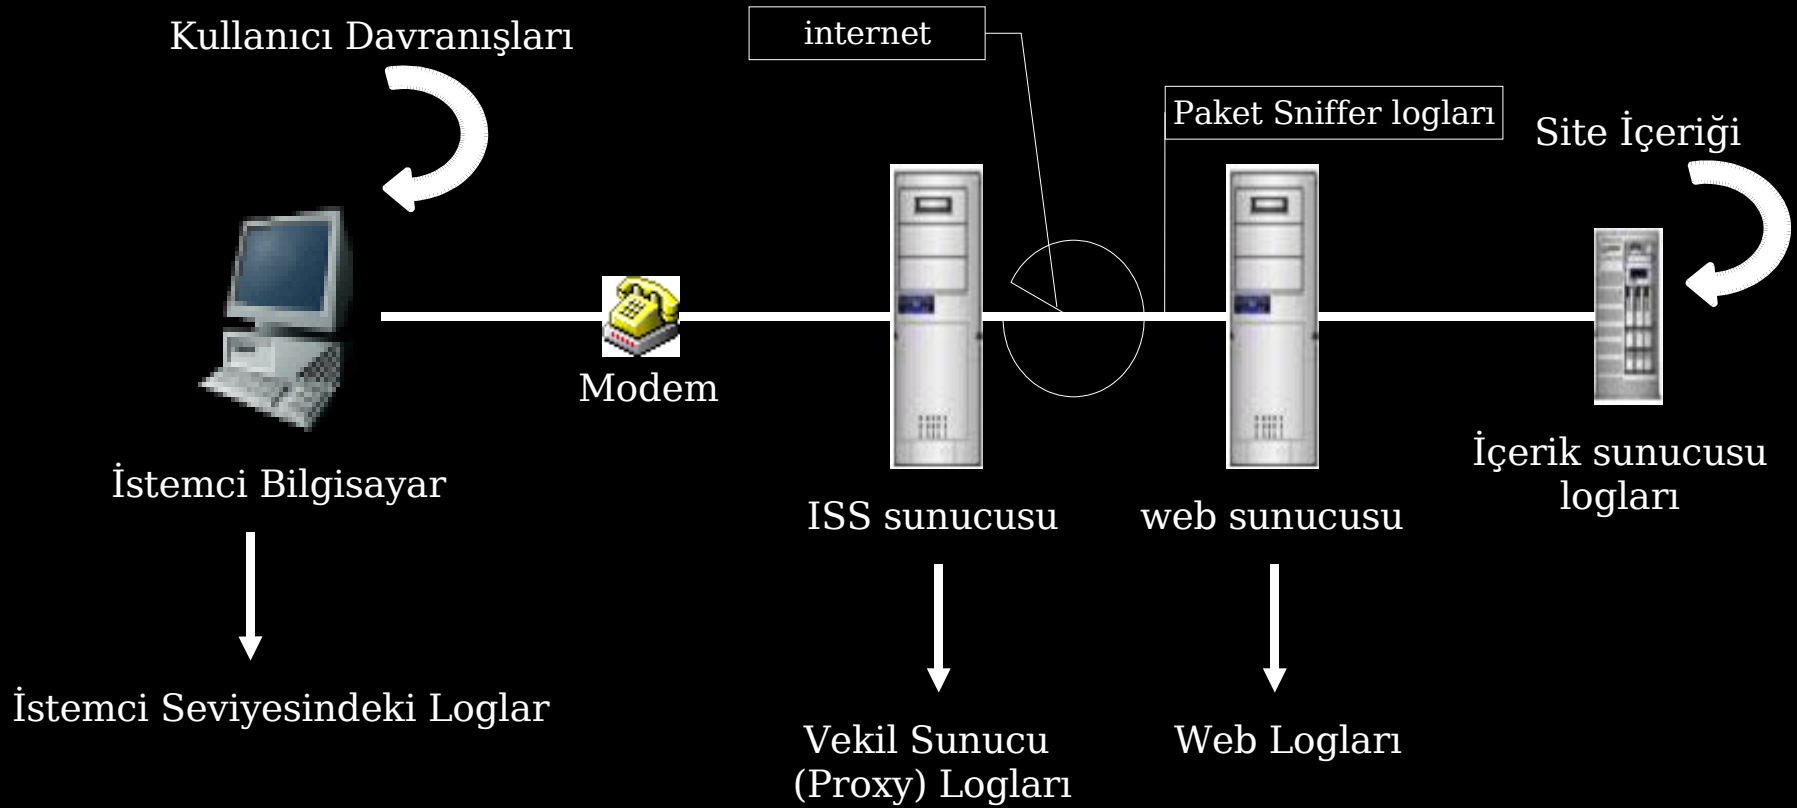 Kullanıcı Davranışları
internet
Paket Sniffer logları
Site İçeriği
Modem
İstemci Bilgisayar
ISS sunucusu
web sunucusu
İçerik sunucusu
logları
İstemci Seviyesindeki Loglar
Vekil Sunucu
(Proxy) Logları
Web Logları